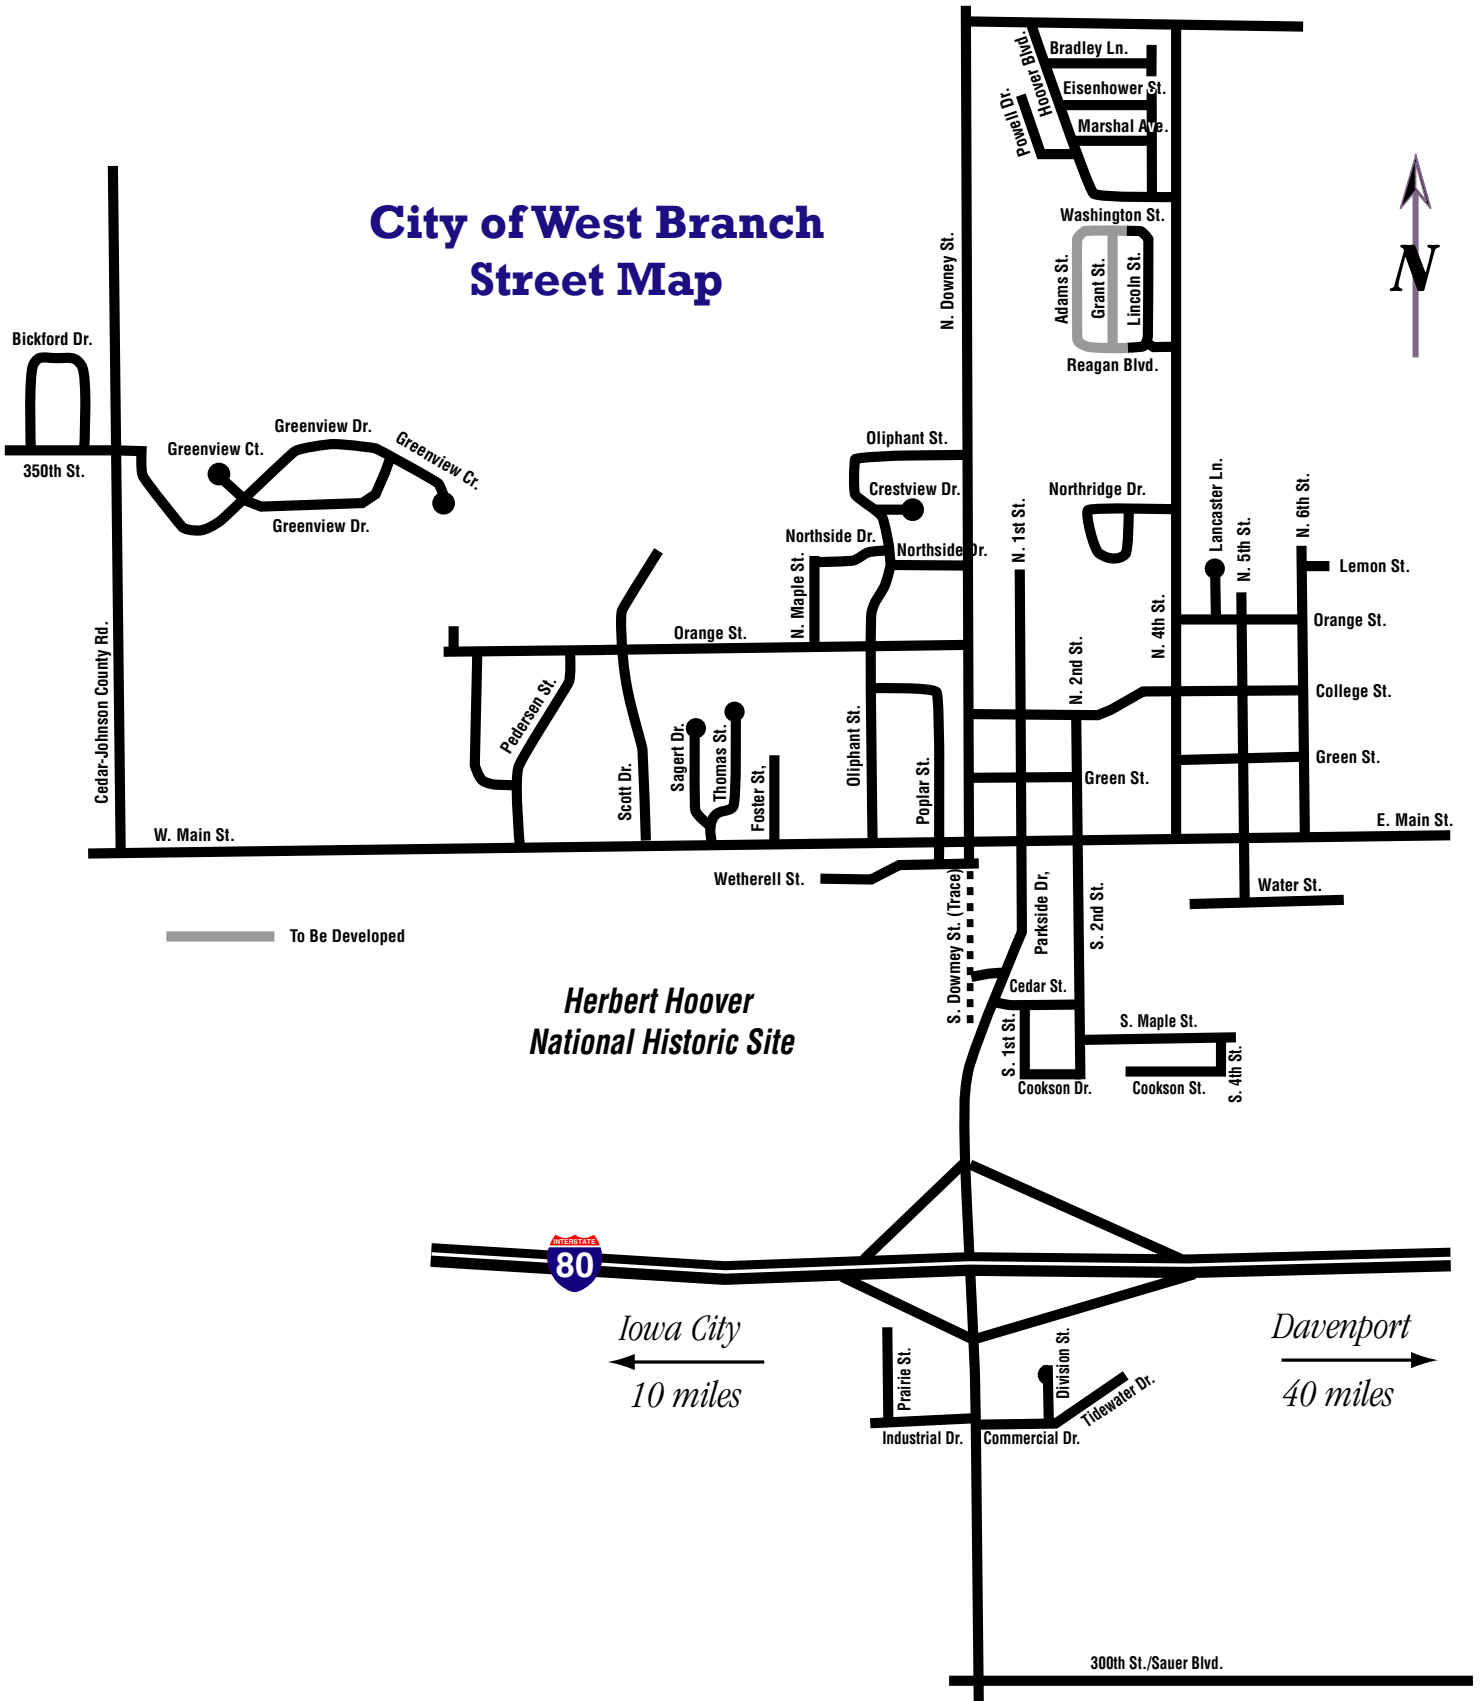 Hoover Blvd.
Bradley Ln.
Eisenhower St.
Powell Dr.
Marshal Ave.
City of West Branch
Street Map
Washington St.
N. Downey St.
Adams St.
Grant St.
Lincoln St.
N
Bickford Dr.
Reagan Blvd.
Greenview Dr.
Greenview Ct.
Greenview Cr.
350th St.
Greenview Dr.
Oliphant St.
Crestview Dr.
Northridge Dr.
Lancaster Ln.
N. 6th St.
N. 1st St.
N. 5th St.
Northside Dr.
Northside Dr.
Lemon St.
N. Maple St.
Orange St.
N. 4th St.
Orange St.
Cedar-Johnson County Rd.
N. 2nd St.
College St.
Pedersen St.
Scott Dr.
Sagert Dr.
Thomas St.
Foster St,
Oliphant St.
Poplar St.
Green St.
Green St.
W. Main St.
E. Main St.
Wetherell St.
Water St.
S. Dowmey St. (Trace)
Parkside Dr,
S. 2nd St.
To Be Developed
Herbert Hoover
National Historic Site
Cedar St.
S. 1st St.
S. Maple St.
Cookson Dr.
Cookson St.
S. 4th St.
INTERSTATE
80
Iowa City
10 miles
Davenport
40 miles
Prairie St.
Division St.
Tidewater Dr.
Industrial Dr.
Commercial Dr.
300th St./Sauer Blvd.